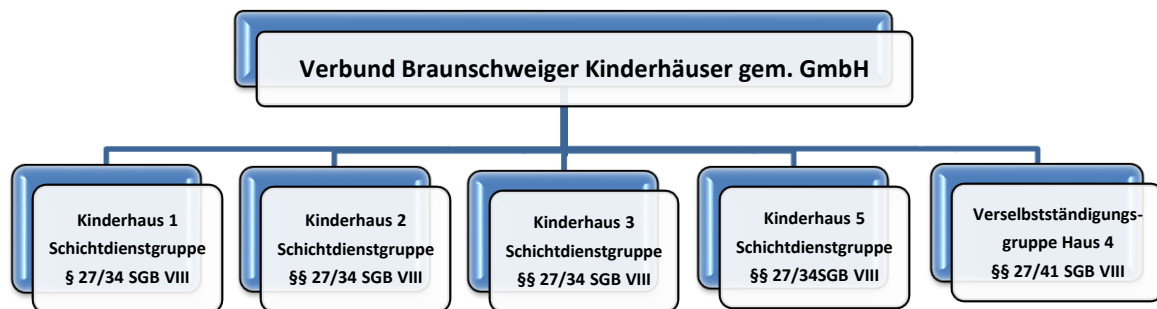 Verbund Braunschweiger Kinderhäuser gem. GmbH
Kinderhaus 1
Schichtdienstgruppe
§ 27/34 SGB VIII
Kinderhaus 2
Schichtdienstgruppe
§§ 27/34 SGB VIII
Kinderhaus 3
Schichtdienstgruppe
§§ 27/34 SGB VIII
Kinderhaus 5
Schichtdienstgruppe
§§ 27/34SGB VIII
Verselbstständigungs-
gruppe Haus 4
§§ 27/41 SGB VIII